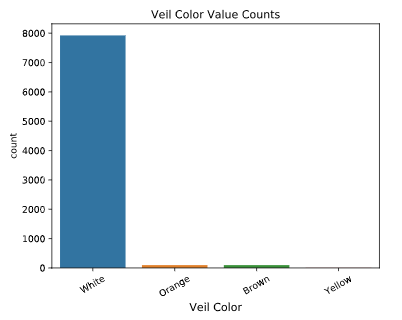 Veil Color Value Counts
8000
7000
6000
5000
4000
3000
2000
1000
0
count
White
Orange
Brown
Yellow
Veil Color